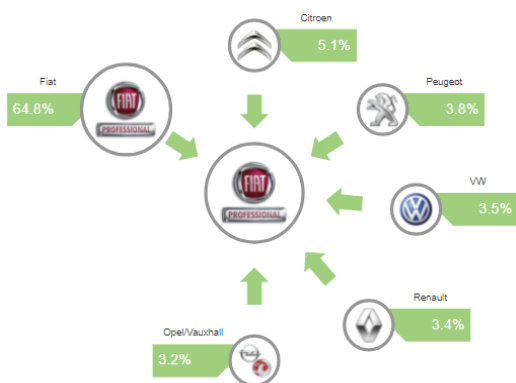 Citroen
5.1%
Fiat
64.8%
FIAT
PROFESSIONAL
Peugeot
3.8%
FIAT
PROFESSIONAL
VW
3.5%
Renault
3.4%
Opel/Vauxhall
3.2%